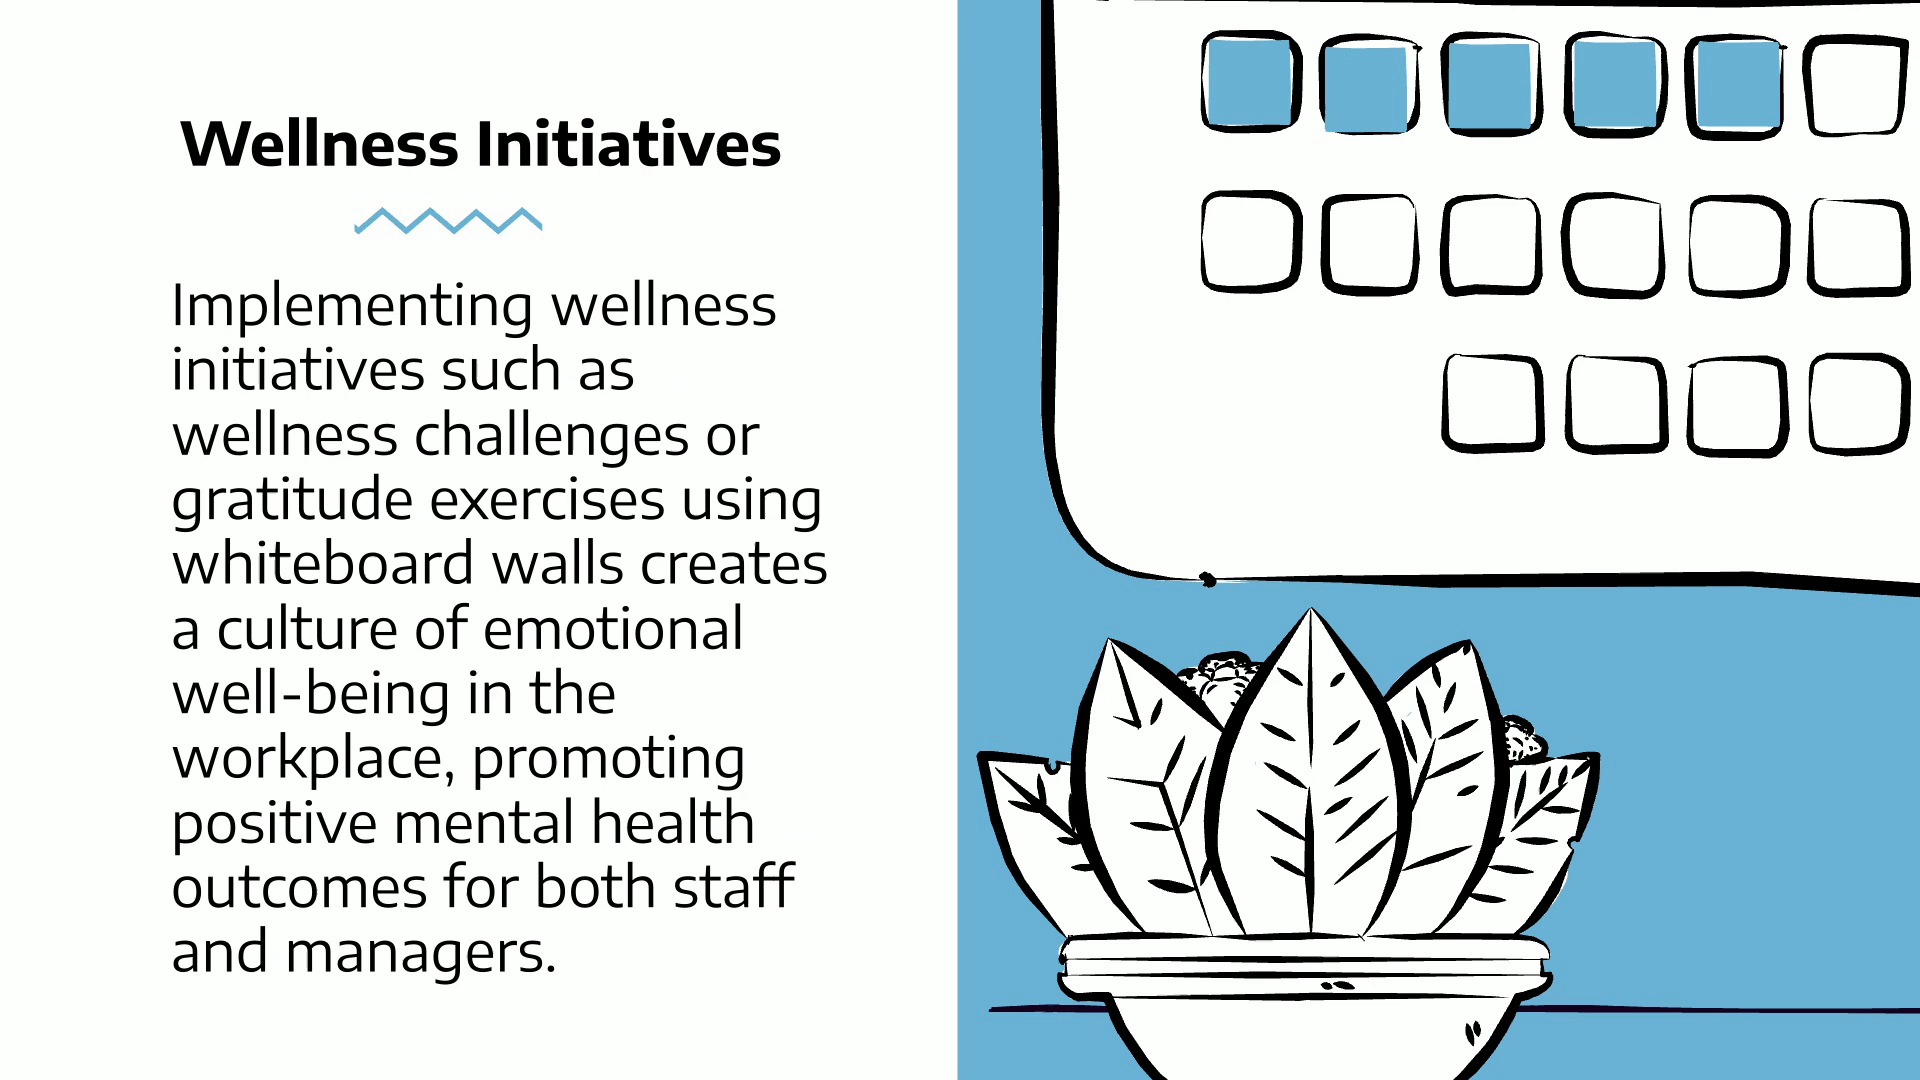 Wellness Initiatives
Implementing wellness
initiatives such as
wellness challenges or
gratitude exercises using
whiteboard walls creates
a culture of emotional
well-being in the
workplace, promoting
positive mental health
outcomes for both staff
and managers.